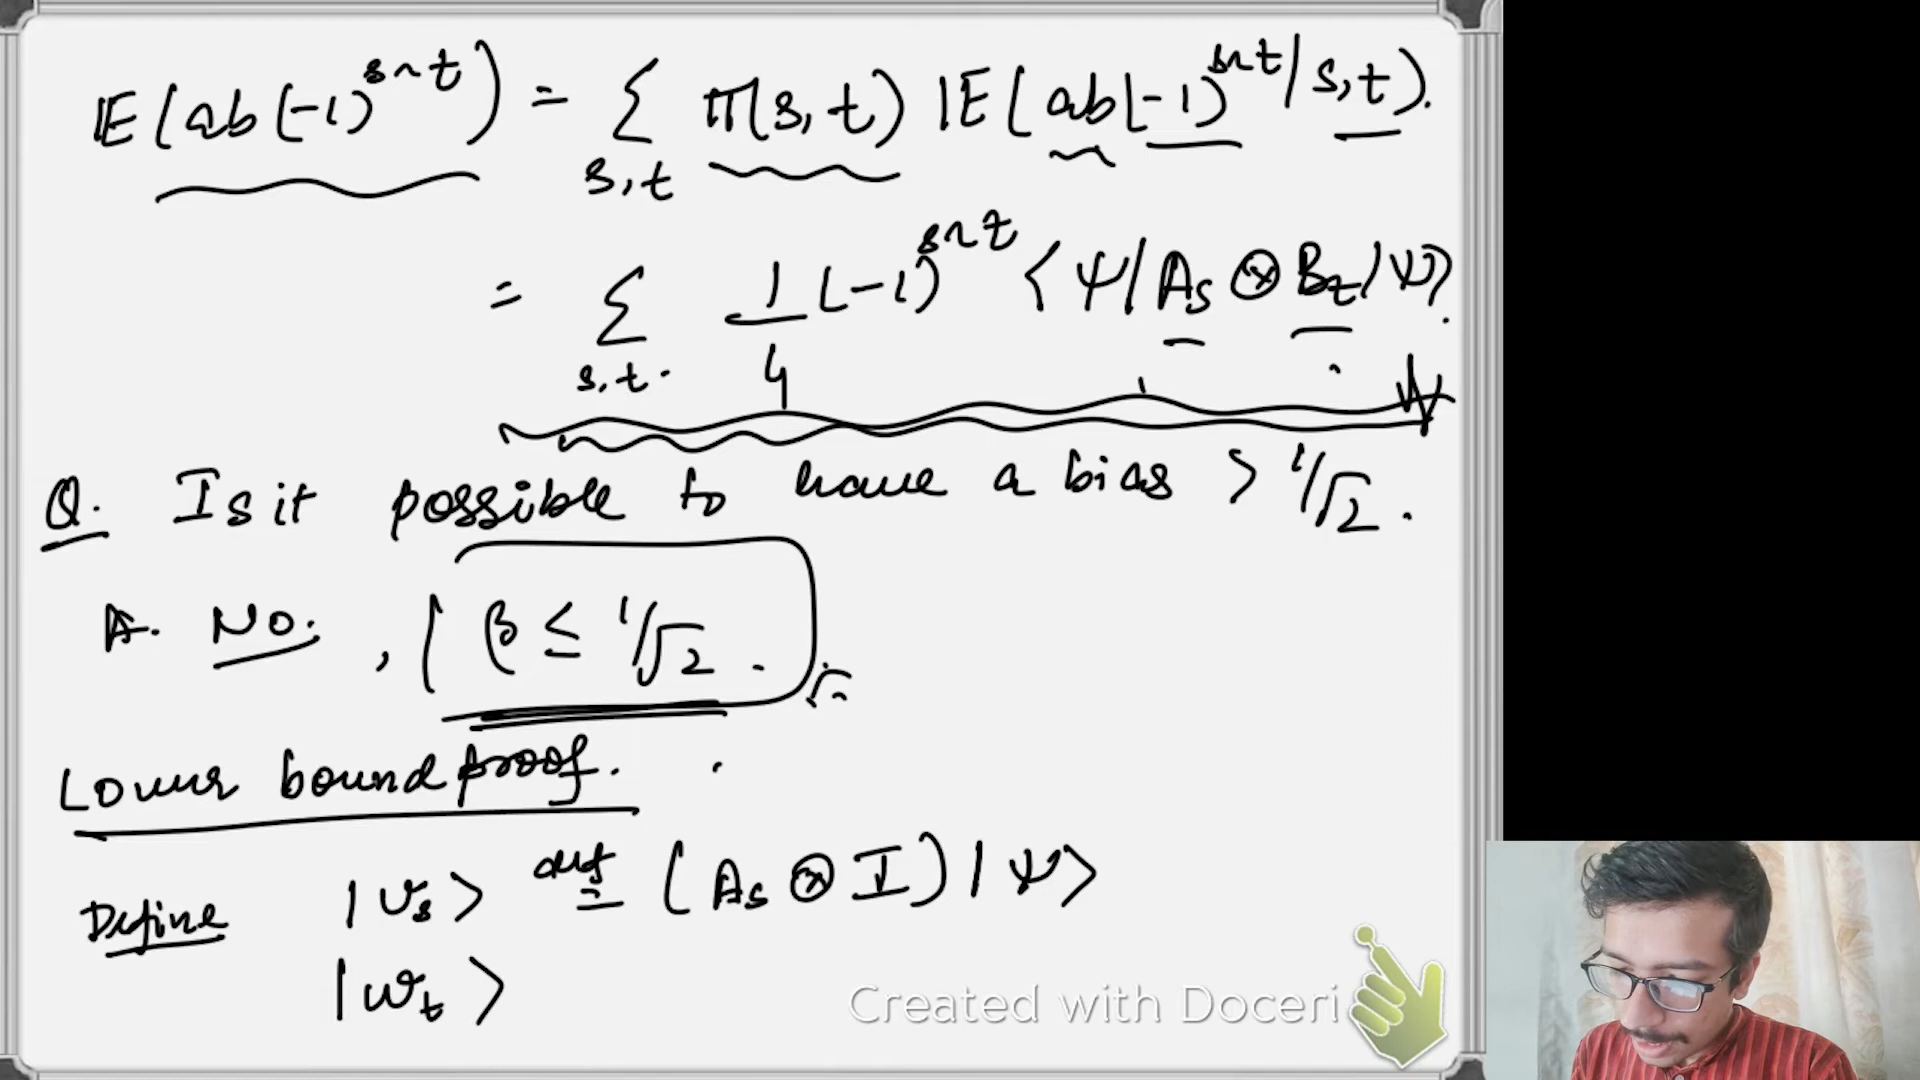 𝔼(ab(-1)^{s∧t}) = Σ_{s,t} π(s,t) 𝔼(ab(-1)^{s∧t} | s,t).
= Σ_{s,t.} 1/4 (-1)^{s∧t} ⟨ψ|A_s ⊗ B_t|ψ⟩.
Q. Is it possible to have a bias > 1/√2.
A. NO. , β ≤ 1/√2 .
Lower bound proof.
Define |v_s⟩ def= (A_s ⊗ I)|ψ⟩
|w_t⟩
Created with Doceri